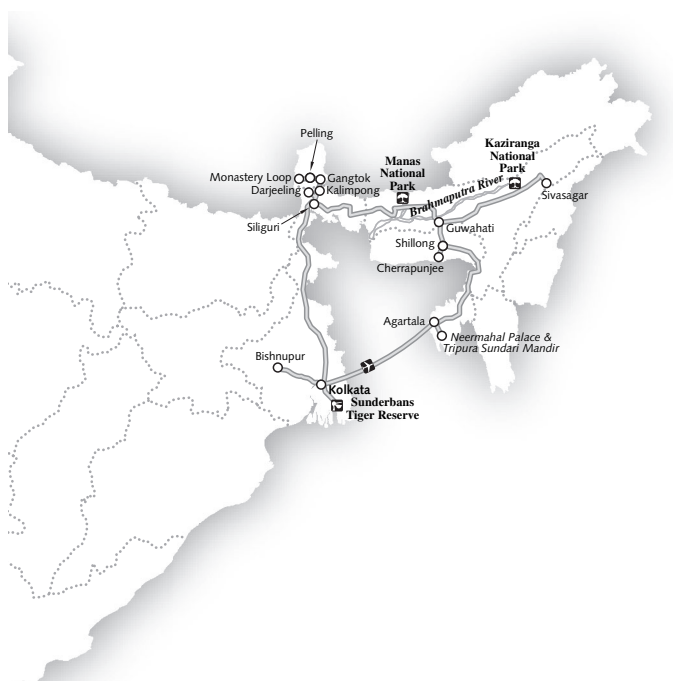 Pelling
Kaziranga
National
Park
Manas
National
Park
Monastery Loop
Gangtok
Darjeeling
Kalimpong
Brahmaputra River
Sivasagar
Siliguri
Guwahati
Shillong
Cherrapunjee
Agartala
Neermahal Palace &
Tripura Sundari Mandir
Bishnupur
Kolkata
Sunderbans
Tiger Reserve